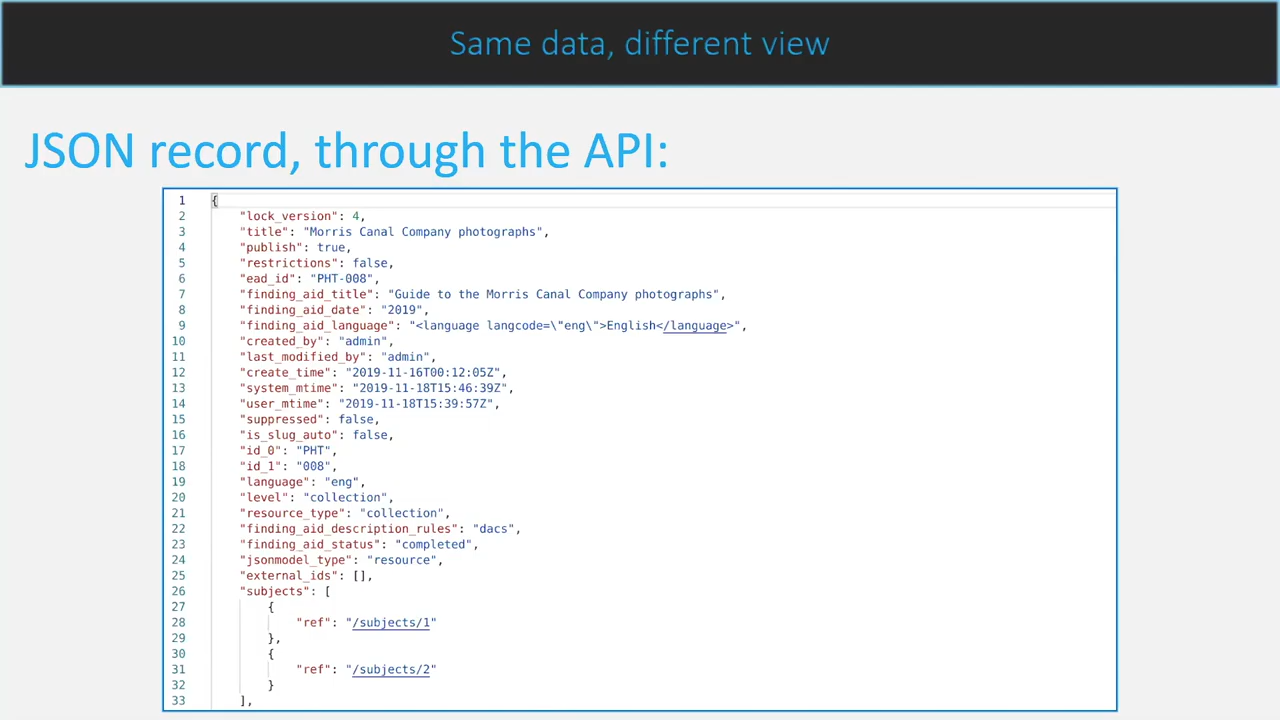 Same data, different view
JSON record, through the API:
1 {
2 "lock_version": 4,
3 "title": "Morris Canal Company photographs",
4 "publish": true,
5 "restrictions": false,
6 "ead_id": "PHT-008",
7 "finding_aid_title": "Guide to the Morris Canal Company photographs",
8 "finding_aid_date": "2019",
9 "finding_aid_language": "<language langcode=\"eng\">English</language>",
10 "created_by": "admin",
11 "last_modified_by": "admin",
12 "create_time": "2019-11-16T00:12:05Z",
13 "system_mtime": "2019-11-18T15:46:39Z",
14 "user_mtime": "2019-11-18T15:39:57Z",
15 "suppressed": false,
16 "is_slug_auto": false,
17 "id_0": "PHT",
18 "id_1": "008",
19 "language": "eng",
20 "level": "collection",
21 "resource_type": "collection",
22 "finding_aid_description_rules": "dacs",
23 "finding_aid_status": "completed",
24 "jsonmodel_type": "resource",
25 "external_ids": [],
26 "subjects": [
27 {
28 "ref": "/subjects/1"
29 },
30 {
31 "ref": "/subjects/2"
32 }
33 ],